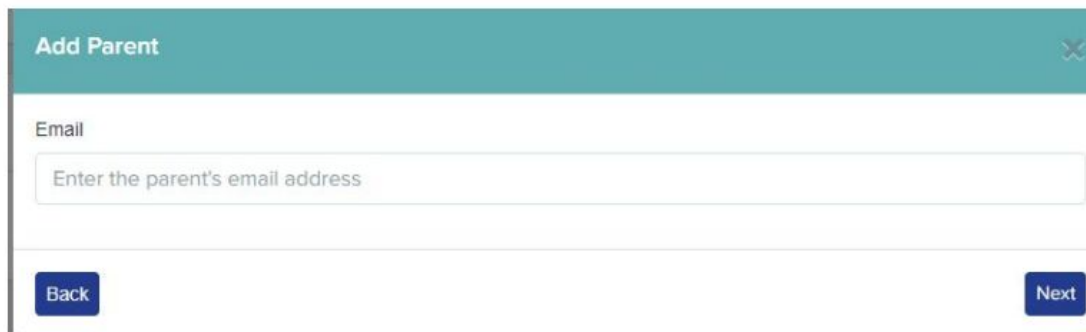 Add Parent
Email
Enter the parent's email address
Back
Next